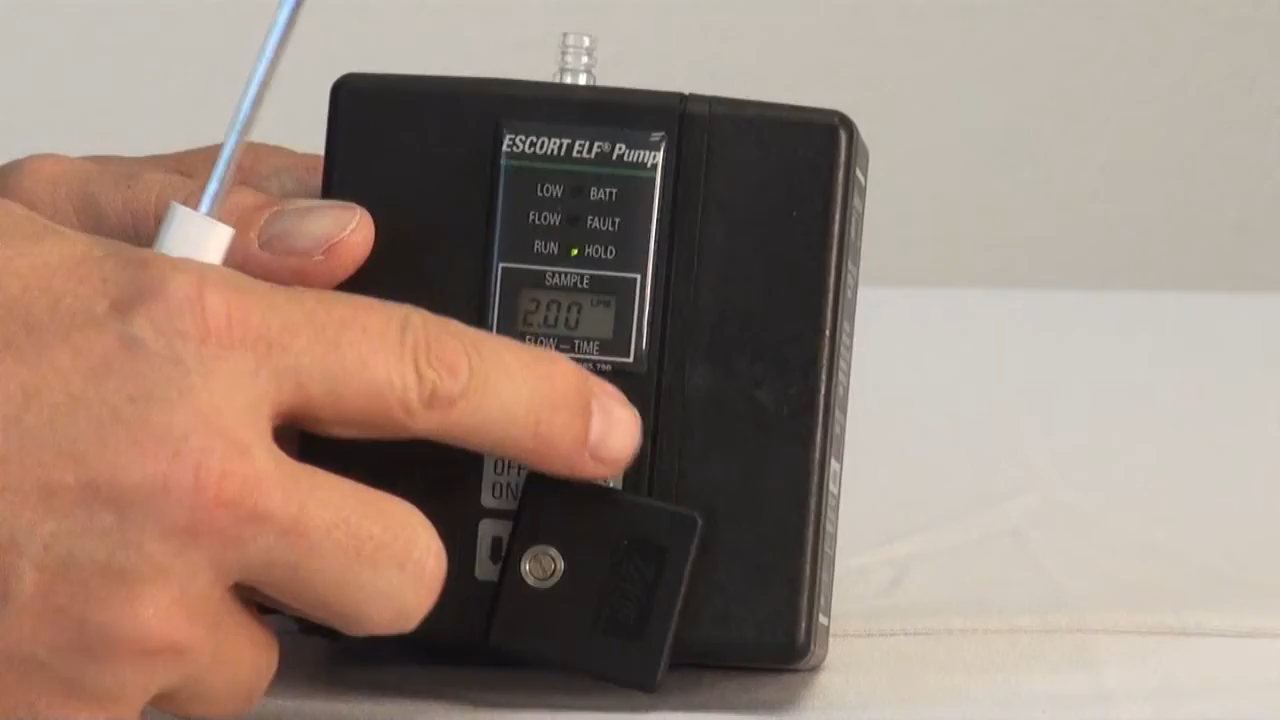 ESCORT ELF® Pump
LOW BATT
FLOW FAULT
RUN HOLD
SAMPLE
2.00 LPM
FLOW — TIME
OFF
ON